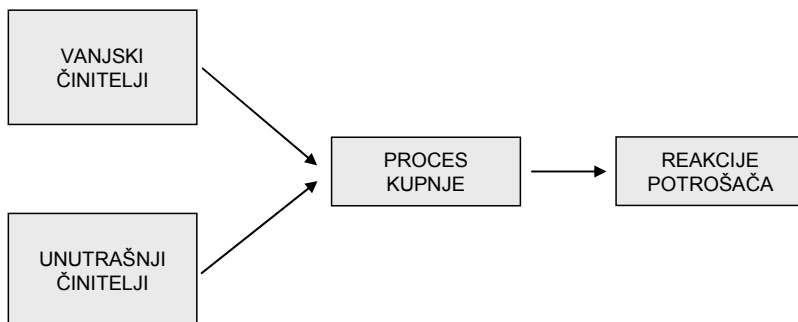 VANJSKI
ČINITELJI
PROCES
KUPNJE
REAKCIJE
POTROŠAČA
UNUTRAŠNJI
ČINITELJI